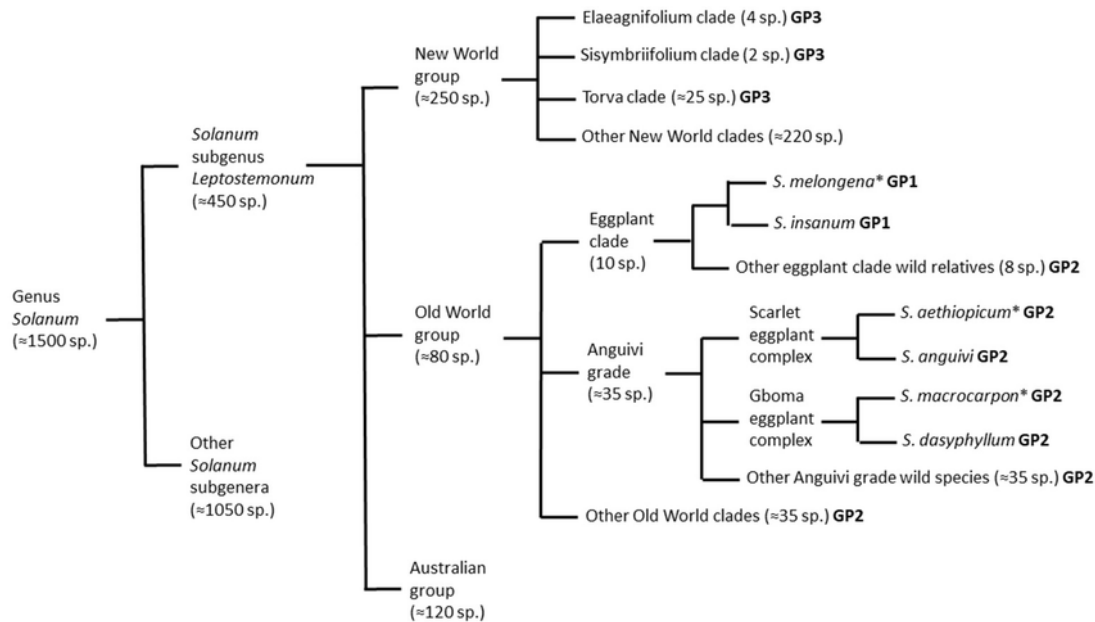 Genus
Solanum
(≈1500 sp.)
Solanum
subgenus
Leptostemonum
(≈450 sp.)
Other
Solanum
subgenera
(≈1050 sp.)
New World
group
(≈250 sp.)
Old World
group
(≈80 sp.)
Australian
group
(≈120 sp.)
Elaeagnifolium clade (4 sp.) GP3
Sisymbriifolium clade (2 sp.) GP3
Torva clade (≈25 sp.) GP3
Other New World clades (≈220 sp.)
Eggplant
clade
(10 sp.)
Anguivi
grade
(≈35 sp.)
Other Old World clades (≈35 sp.) GP2
S. melongena* GP1
S. insanum GP1
Other eggplant clade wild relatives (8 sp.) GP2
Scarlet
eggplant
complex
S. aethiopicum* GP2
S. anguivi GP2
Gboma
eggplant
complex
S. macrocarpon* GP2
S. dasyphyllum GP2
Other Anguivi grade wild species (≈35 sp.) GP2